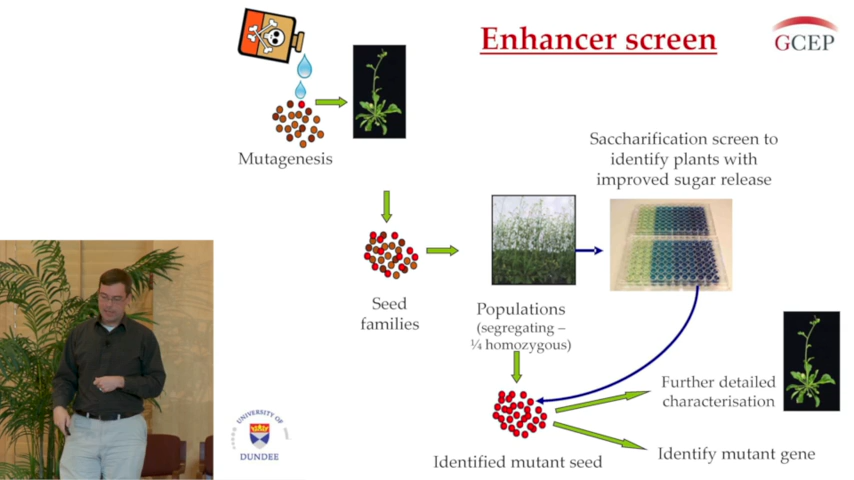 Enhancer screen
GCEP
Mutagenesis
Saccharification screen to
identify plants with
improved sugar release
Seed
families
Populations
(segregating –
¼ homozygous)
Further detailed
characterisation
Identified mutant seed
Identify mutant gene
UNIVERSITY OF
DUNDEE